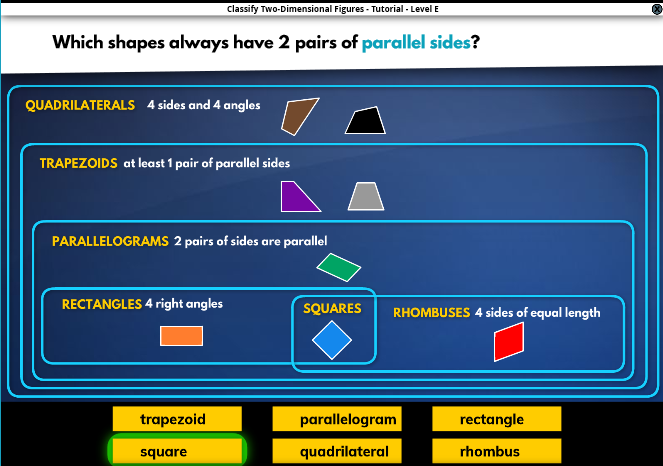 Classify Two-Dimensional Figures - Tutorial - Level E
Which shapes always have 2 pairs of parallel sides?
QUADRILATERALS 4 sides and 4 angles
TRAPEZOIDS at least 1 pair of parallel sides
PARALLELOGRAMS 2 pairs of sides are parallel
RECTANGLES 4 right angles
SQUARES
RHOMBUSES 4 sides of equal length
trapezoid parallelogram rectangle
square quadrilateral rhombus